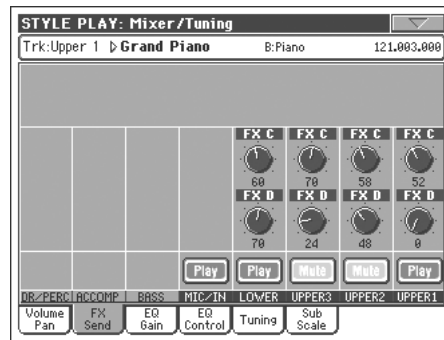 STYLE PLAY: Mixer/Tuning
Trk:Upper 1 ▷Grand Piano B:Piano 121.003.000
FX C FX C FX C FX C
60 70 58 52
FX D FX D FX D FX D
70 24 48 0
Play Play Mute Mute Play
DR/PERC ACCOMP BASS MIC/IN LOWER UPPER3 UPPER2 UPPER1
Volume Pan FX Send EQ Gain EQ Control Tuning Sub Scale